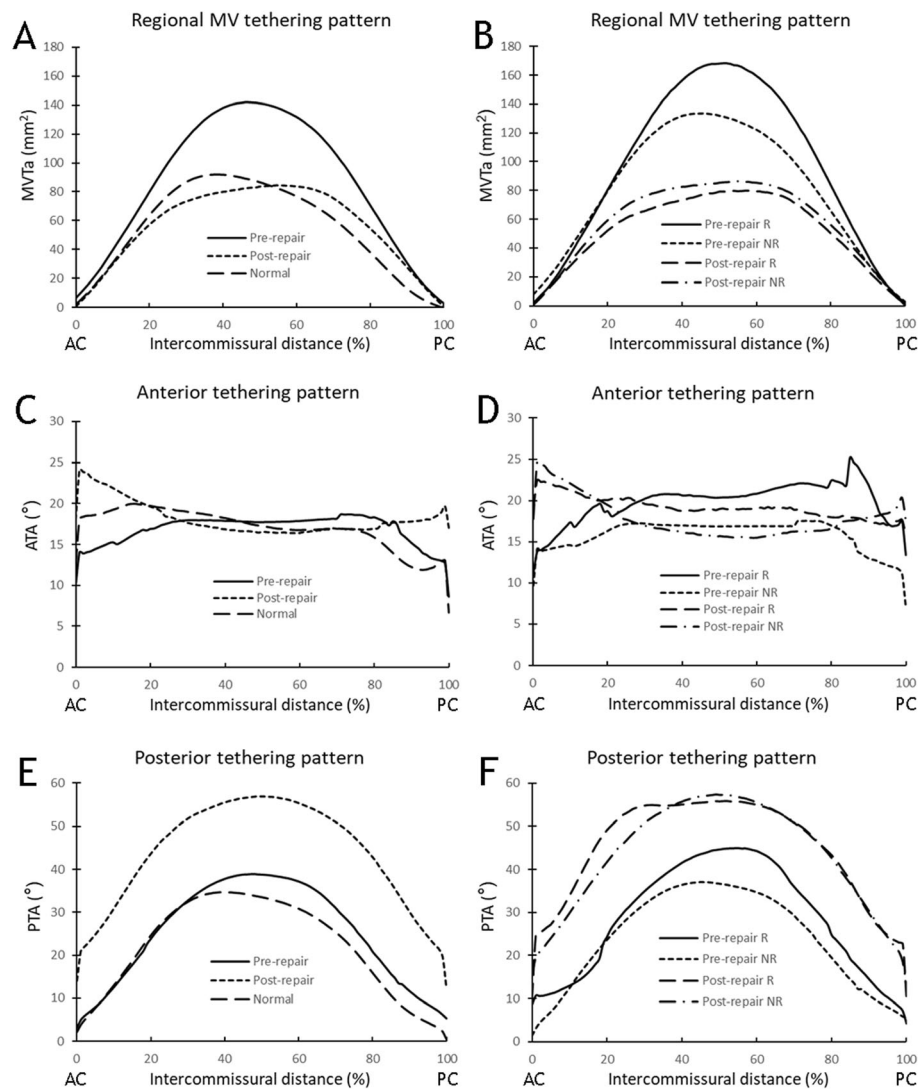 A
Regional MV tethering pattern
180
160
140
120
100
80
60
40
20
0
MVTa (mm²)
Pre-repair
Post-repair
Normal
0 20 40 60 80 100
AC Intercommissural distance (%) PC
B
Regional MV tethering pattern
180
160
140
120
100
80
60
40
20
0
MVTa (mm²)
Pre-repair R
Pre-repair NR
Post-repair R
Post-repair NR
0 20 40 60 80 100
AC Intercommissural distance (%) PC
C
Anterior tethering pattern
30
25
20
15
10
5
0
ATA (°)
Pre-repair
Post-repair
Normal
0 20 40 60 80 100
AC Intercommissural distance (%) PC
D
Anterior tethering pattern
30
25
20
15
10
5
0
ATA (°)
Pre-repair R
Pre-repair NR
Post-repair R
Post-repair NR
0 20 40 60 80 100
AC Intercommissural distance (%) PC
E
Posterior tethering pattern
60
50
40
30
20
10
0
PTA (°)
Pre-repair
Post-repair
Normal
0 20 40 60 80 100
AC Intercommissural distance (%) PC
F
Posterior tethering pattern
60
50
40
30
20
10
0
PTA (°)
Pre-repair R
Pre-repair NR
Post-repair R
Post-repair NR
0 20 40 60 80 100
AC Intercommissural distance (%) PC